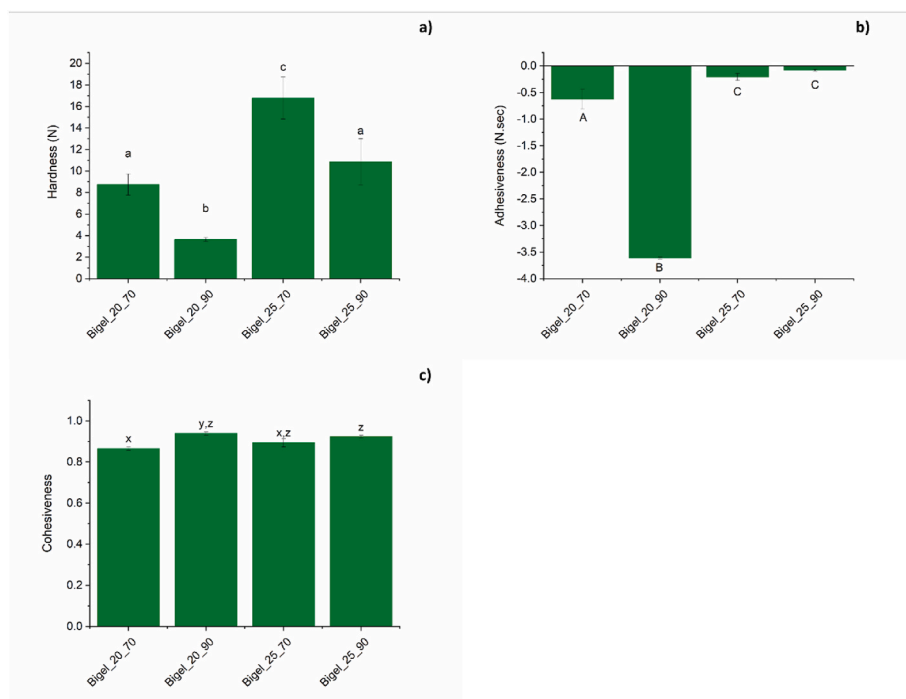 a)
Hardness (N)
20
18
16
14
12
10
8
6
4
2
0
a
b
c
a
Bigel_20_70
Bigel_20_90
Bigel_25_70
Bigel_25_90
b)
Adhesiveness (N.sec)
0.0
-0.5
-1.0
-1.5
-2.0
-2.5
-3.0
-3.5
-4.0
A
B
C
C
Bigel_20_70
Bigel_20_90
Bigel_25_70
Bigel_25_90
c)
Cohesiveness
1.0
0.8
0.6
0.4
0.2
0.0
x
y,z
x,z
z
Bigel_20_70
Bigel_20_90
Bigel_25_70
Bigel_25_90